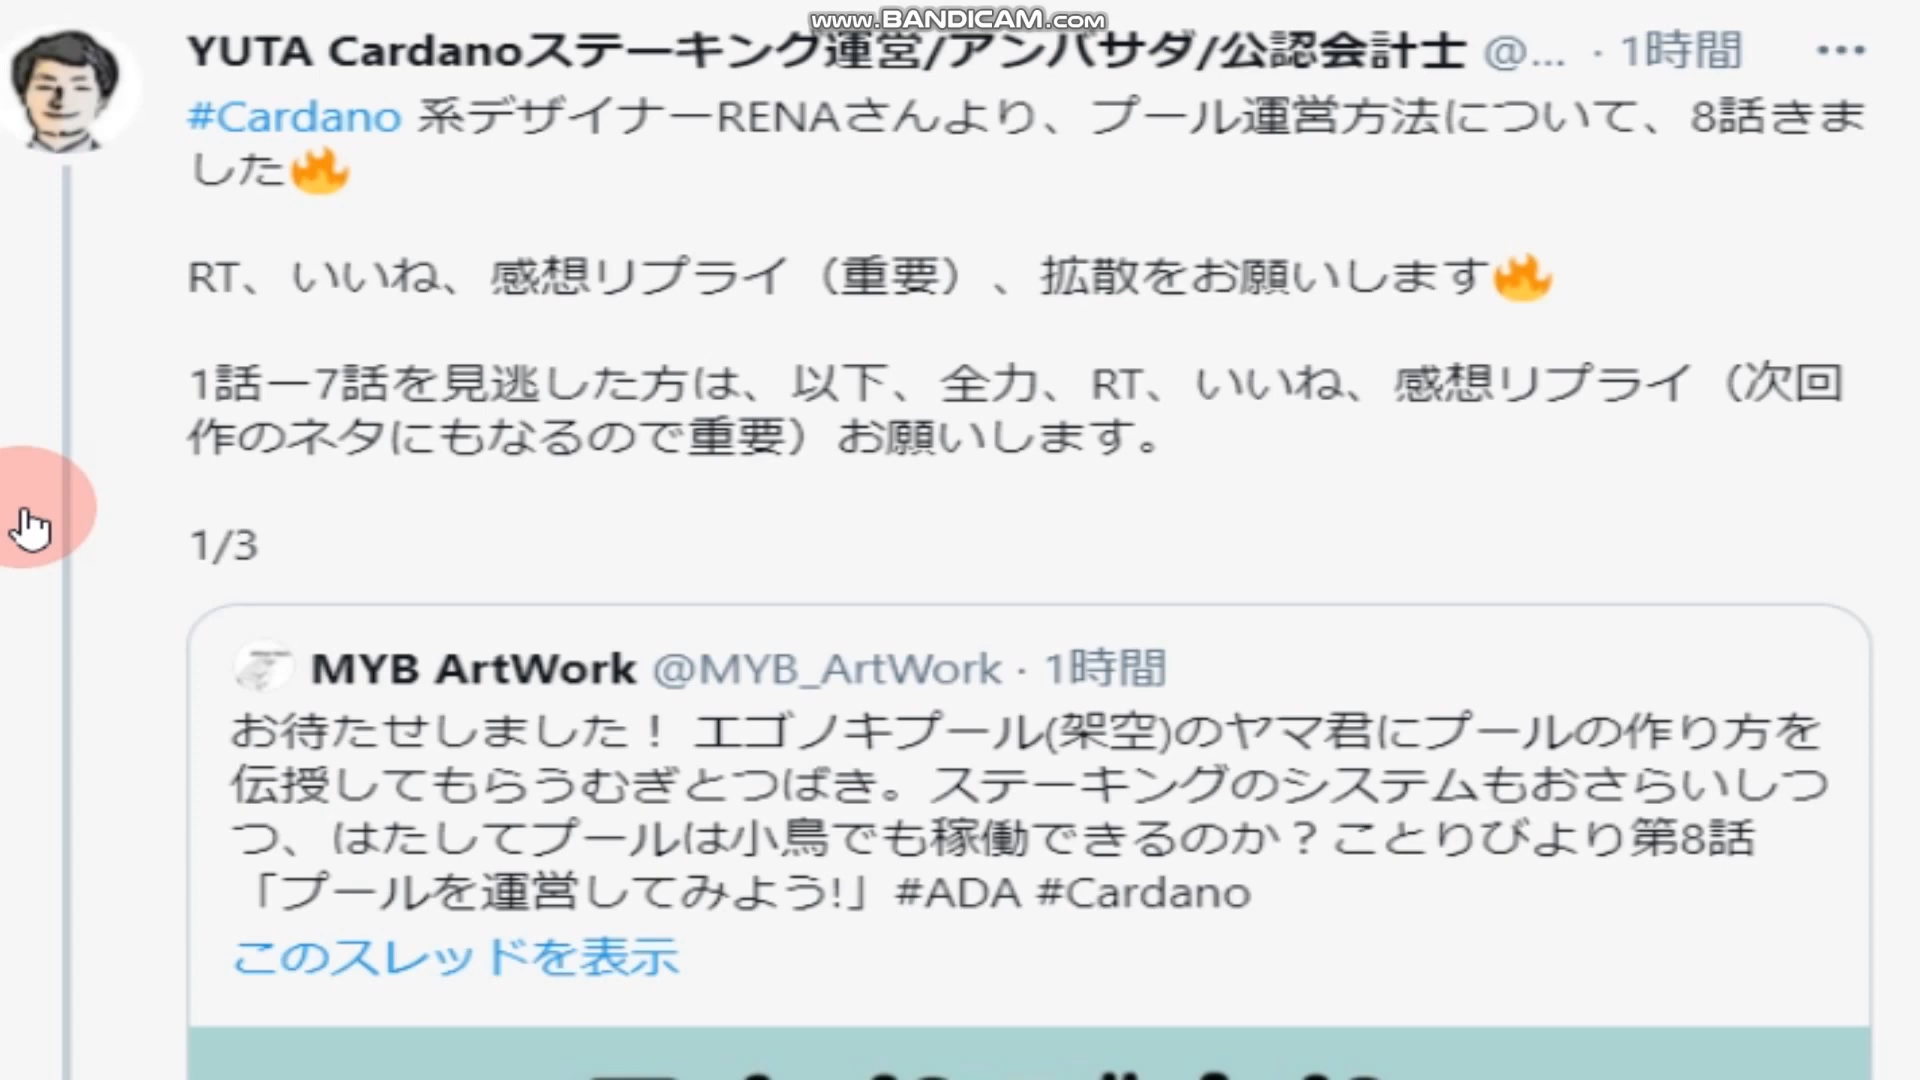 www.BANDICAM.com
YUTA Cardanoステーキング運営/アンバサダ/公認会計士 @... · 1時間
#Cardano 系デザイナーRENAさんより、プール運営方法について、8話きま
した🔥
RT、いいね、感想リプライ（重要）、拡散をお願いします🔥
1話ー7話を見逃した方は、以下、全力、RT、いいね、感想リプライ（次回
作のネタにもなるので重要）お願いします。
1/3
MYB ArtWork @MYB_ArtWork · 1時間
お待たせしました！ エゴノキプール(架空)のヤマ君にプールの作り方を
伝授してもらうむぎとつばき。ステーキングのシステムもおさらいしつ
つ、はたしてプールは小鳥でも稼働できるのか？ことりびより第8話
「プールを運営してみよう!」#ADA #Cardano
このスレッドを表示